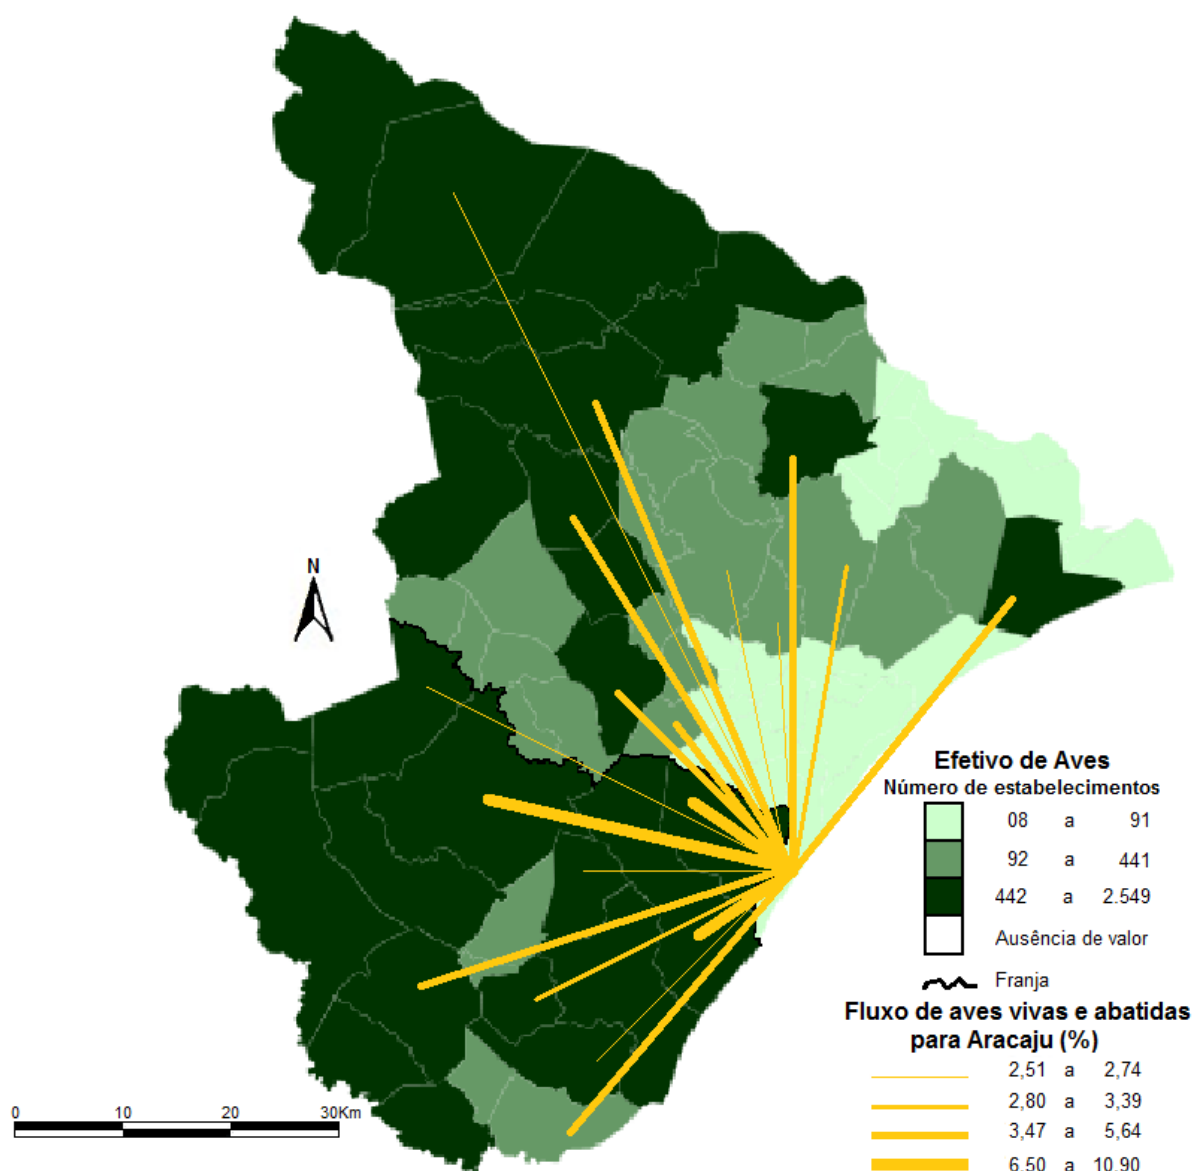 N
Efetivo de Aves
Número de estabelecimentos
08 a 91
92 a 441
442 a 2.549
Ausência de valor
Franja
Fluxo de aves vivas e abatidas
para Aracaju (%)
2,51 a 2,74
2,80 a 3,39
3,47 a 5,64
6,50 a 10,90
0 10 20 30Km